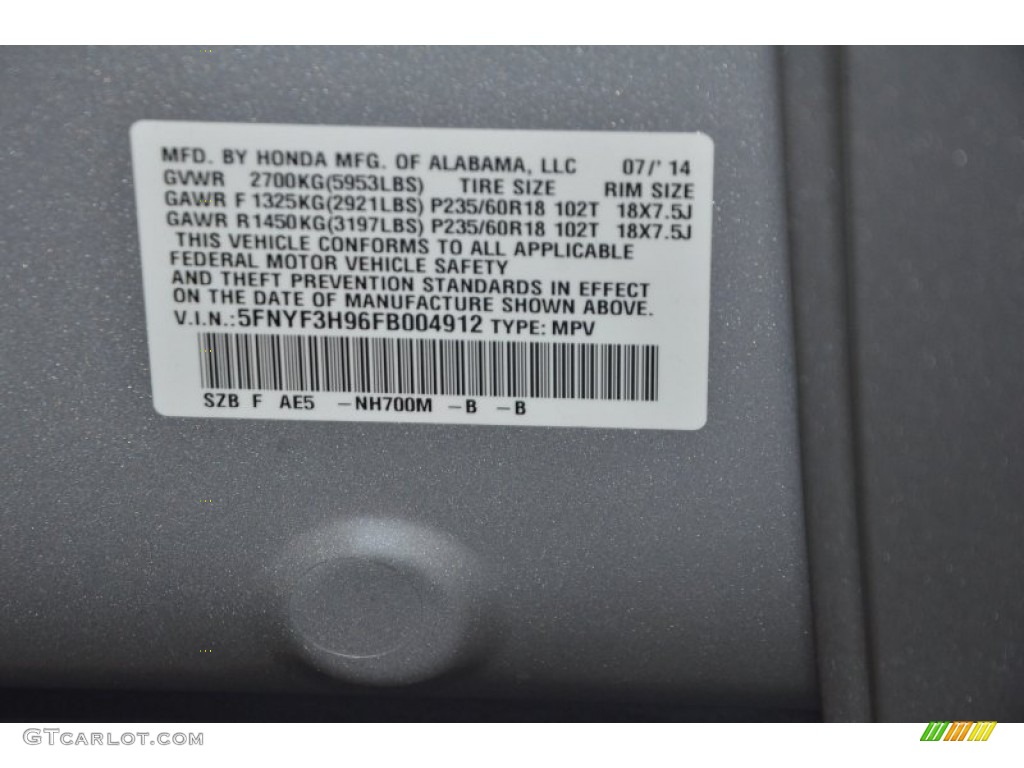 MFD. BY HONDA MFG. OF ALABAMA, LLC 07/' 14
GVWR 2700KG(5953LBS) TIRE SIZE RIM SIZE
GAWR F 1325KG(2921LBS) P235/60R18 102T 18X7.5J
GAWR R1450KG(3197LBS) P235/60R18 102T 18X7.5J
THIS VEHICLE CONFORMS TO ALL APPLICABLE
FEDERAL MOTOR VEHICLE SAFETY
AND THEFT PREVENTION STANDARDS IN EFFECT
ON THE DATE OF MANUFACTURE SHOWN ABOVE.
V.I.N.:5FNYF3H96FB004912 TYPE: MPV
SZB F AE5 -NH700M -B -B
GTCARLOT.COM